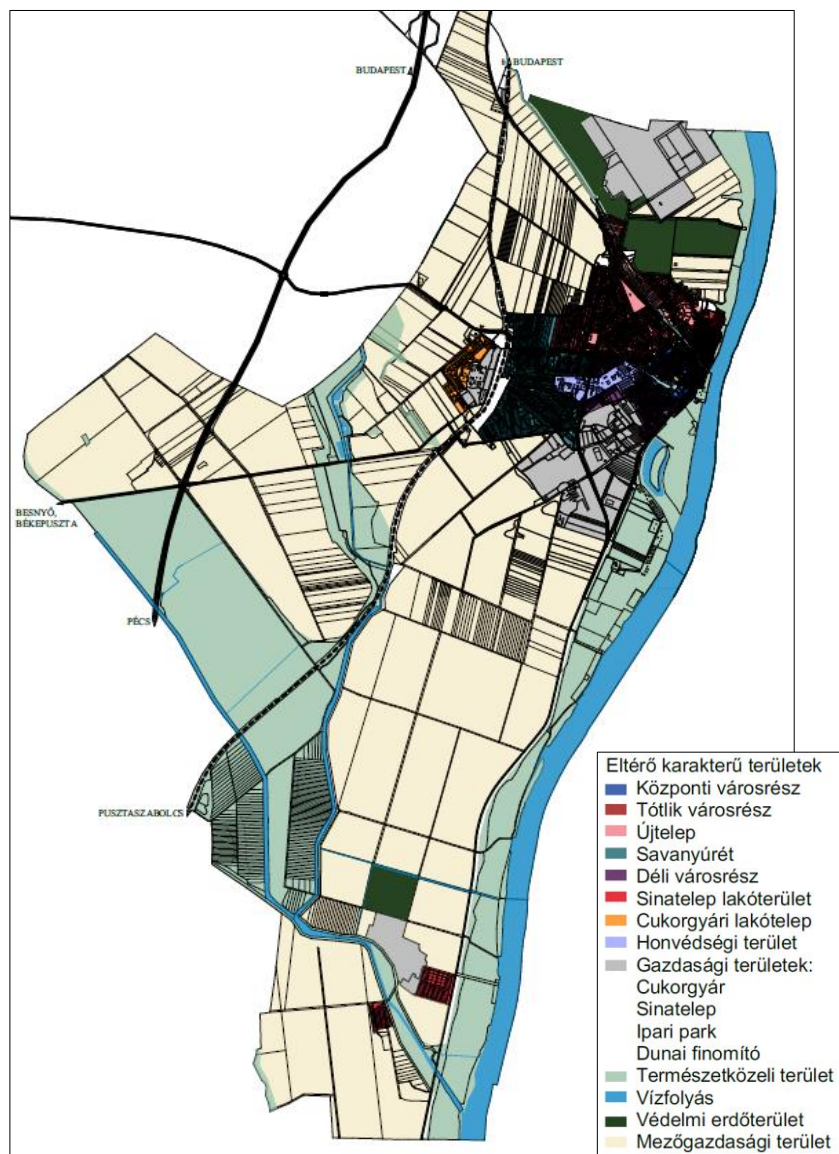 BUDAPEST
BUDAPEST
BESNYŐ,
BÉKEPUSZTA
PÉCS
PUSZTASZABOLCS
Eltérő karakterű területek
Központi városrész
Tótlik városrész
Újtelep
Savanyúrét
Déli városrész
Sinatelep lakóterület
Cukorgyári lakótelep
Honvédségi terület
Gazdasági területek:
Cukorgyár
Sinatelep
Ipari park
Dunai finomító
Természetközeli terület
Vízfolyás
Védelmi erdőterület
Mezőgazdasági terület